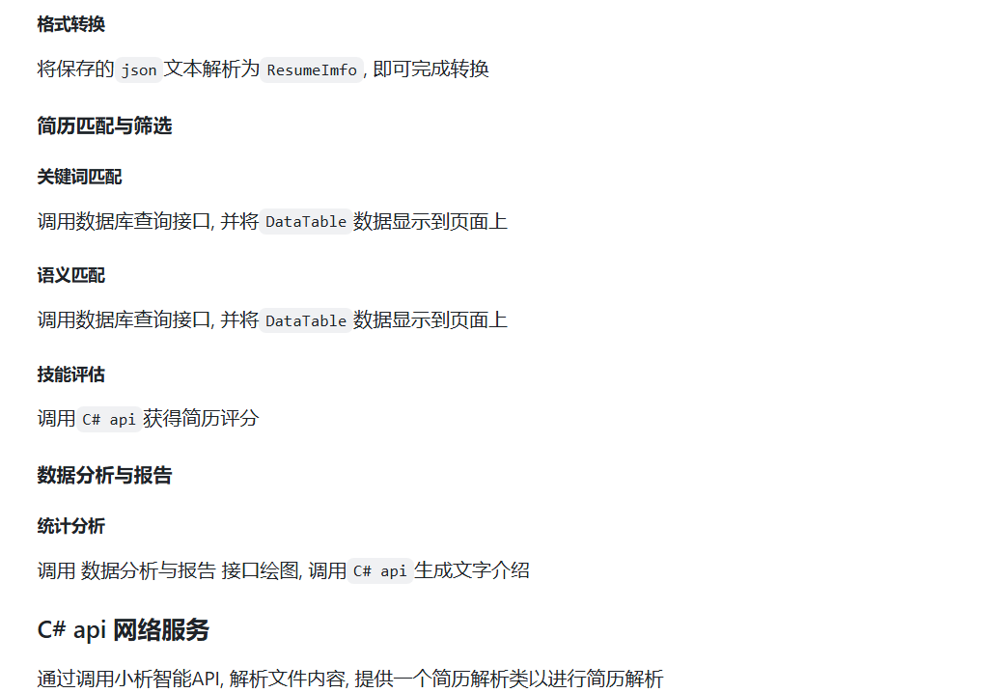 格式转换
将保存的 json 文本解析为 ResumeImfo, 即可完成转换
简历匹配与筛选
关键词匹配
调用数据库查询接口, 并将 DataTable 数据显示到页面上
语义匹配
调用数据库查询接口, 并将 DataTable 数据显示到页面上
技能评估
调用 C# api 获得简历评分
数据分析与报告
统计分析
调用 数据分析与报告 接口绘图, 调用 C# api 生成文字介绍
C# api 网络服务
通过调用小析智能API, 解析文件内容, 提供一个简历解析类以进行简历解析